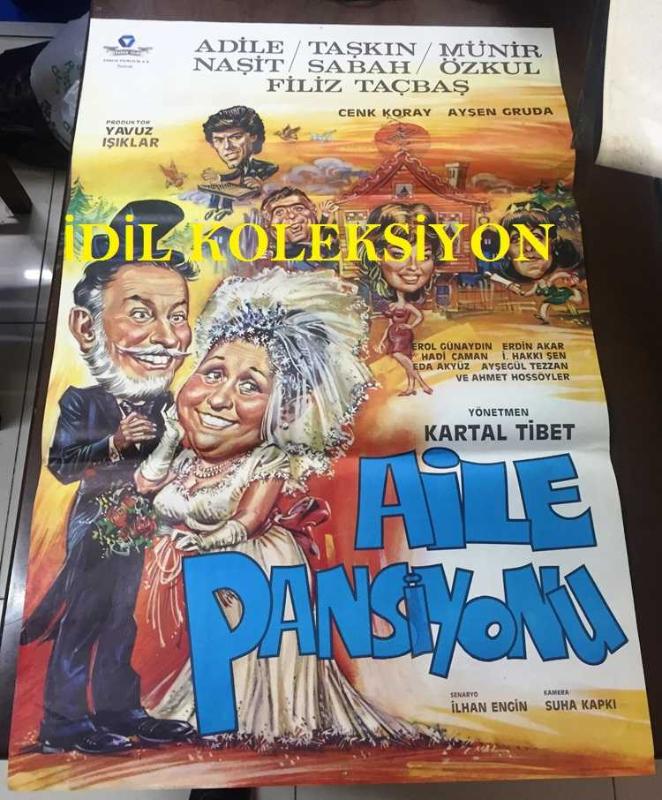 ADİLE / TAŞKIN / MÜNİR
NAŞİT / SABAH / ÖZKUL
FİLİZ TAÇBAŞ
CENK KORAY AYŞEN GRUDA
PRODUKTÖR
YAVUZ
IŞIKLAR
İDİL KOLEKSİYON
EROL GÜNAYDIN ERDİN AKAR
HADİ ÇAMAN İ. HAKKI ŞEN
EDA AKYÜZ AYŞEGÜL TEZZAN
VE AHMET HOSSÖYLER
YÖNETMEN
KARTAL TİBET
AİLE
PANSİYONU
SENARYO
İLHAN ENGİN
KAMERA
SUHA KAPKI